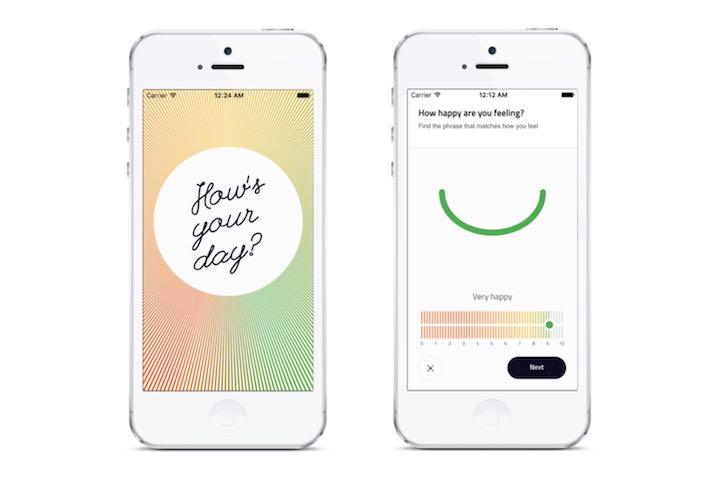 Carrier 12:24 AM
How's
your
day?
Carrier 12:12 AM
How happy are you feeling?
Find the phrase that matches how you feel
Very happy
0 1 2 3 4 5 6 7 8 9 10
Next